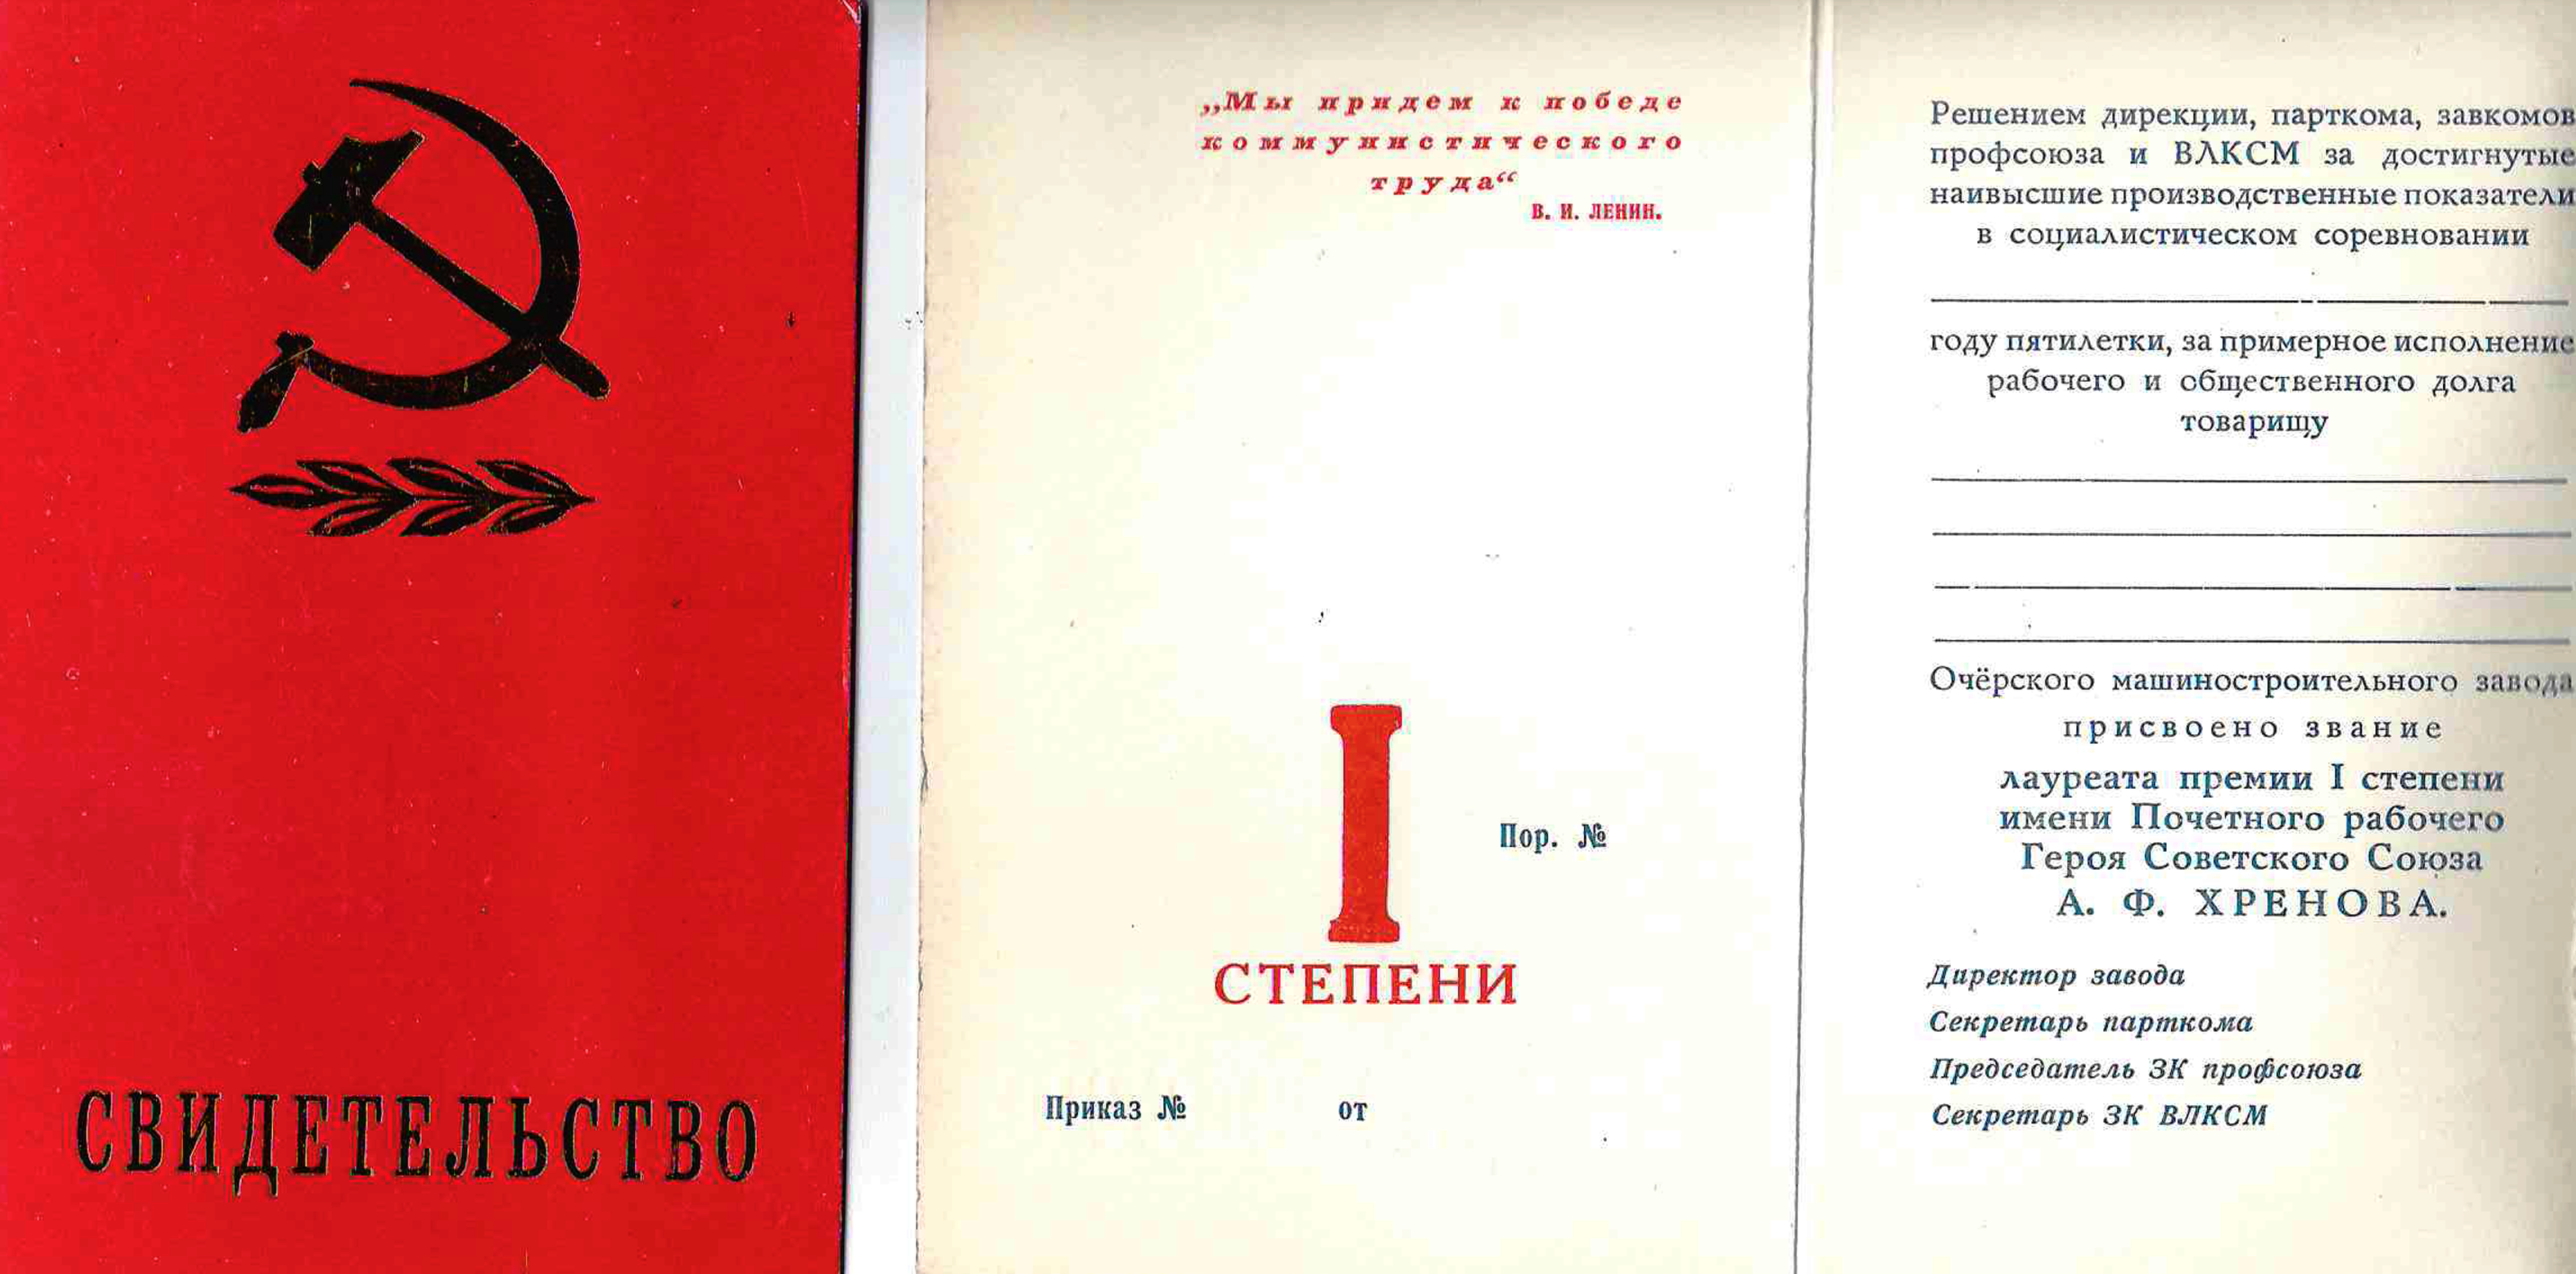 СВИДЕТЕЛЬСТВО
„Мы придем к победе
коммунистического
труда“
В. И. ЛЕНИН.
I
Пор. №
СТЕПЕНИ
Приказ № от
Решением дирекции, парткома, завкомов
профсоюза и ВЛКСМ за достигнутые
наивысшие производственные показатели
в социалистическом соревновании
году пятилетки, за примерное исполнение
рабочего и общественного долга
товарищу
Очёрского машиностроительного завода
присвоено звание
лауреата премии I степени
имени Почетного рабочего
Героя Советского Союза
А. Ф. ХРЕНОВА.
Директор завода
Секретарь парткома
Председатель ЗК профсоюза
Секретарь ЗК ВЛКСМ